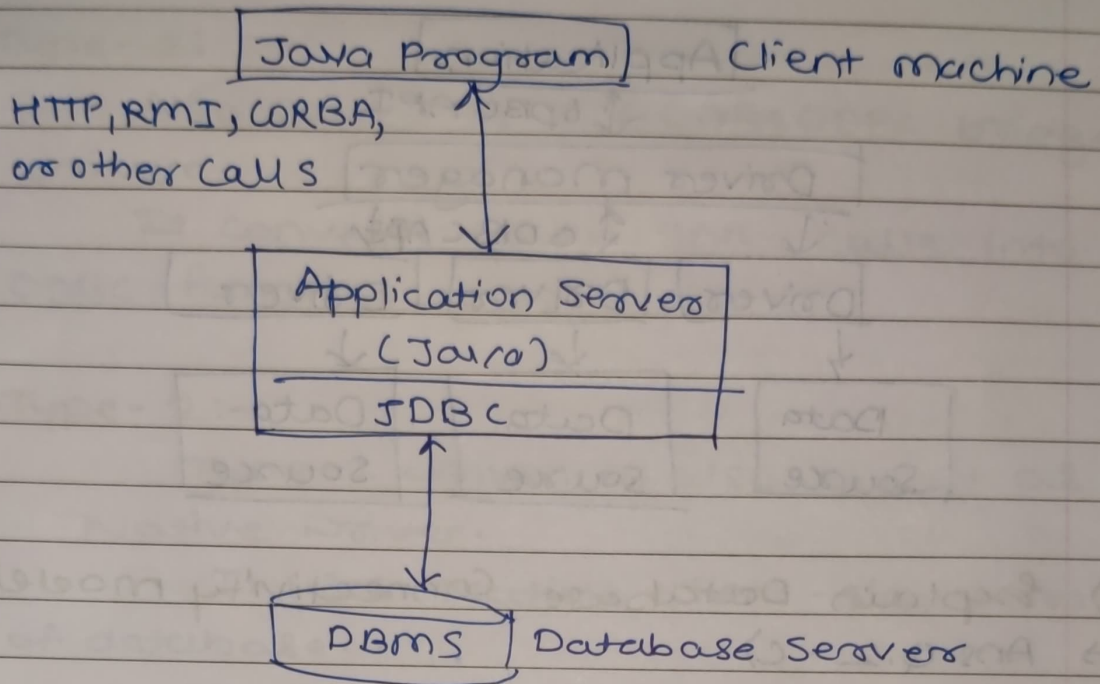 Java Program Client machine
HTTP, RMI, CORBA,
or other calls
Application Server
(Java)
JDBC
DBMS Database Server